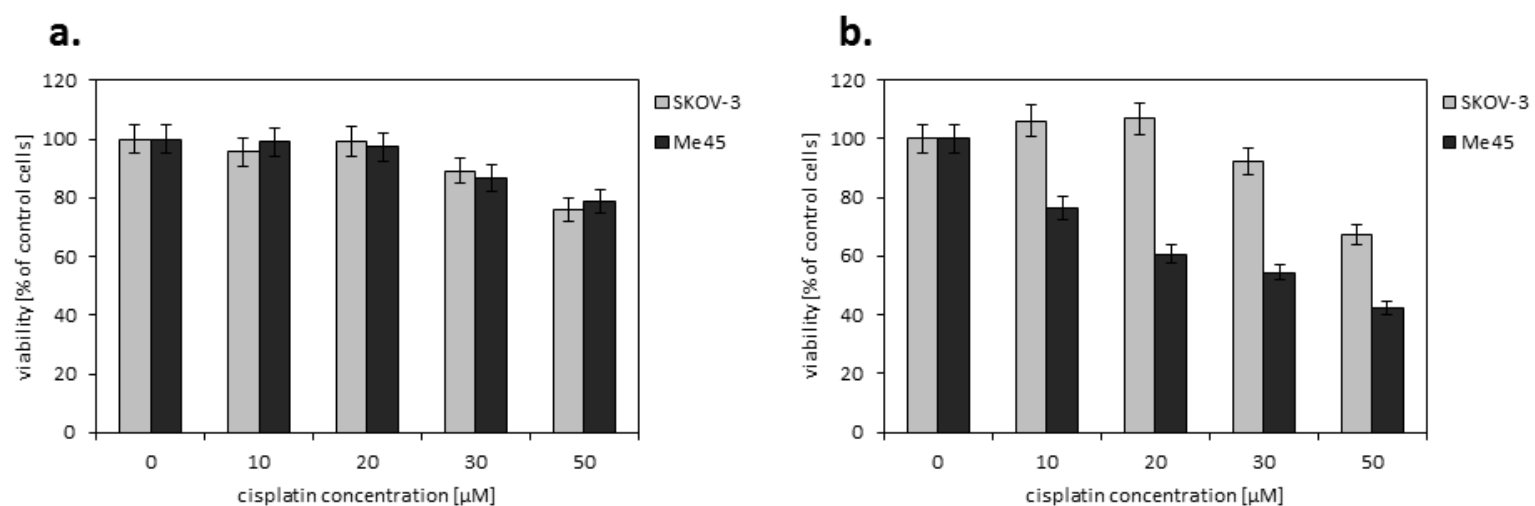 a.
120
100
80
60
40
20
0
viability [% of control cells]
0 10 20 30 50
cisplatin concentration [µM]
SKOV-3
Me45
b.
120
100
80
60
40
20
0
viability [% of control cells]
0 10 20 30 50
cisplatin concentration [µM]
SKOV-3
Me45